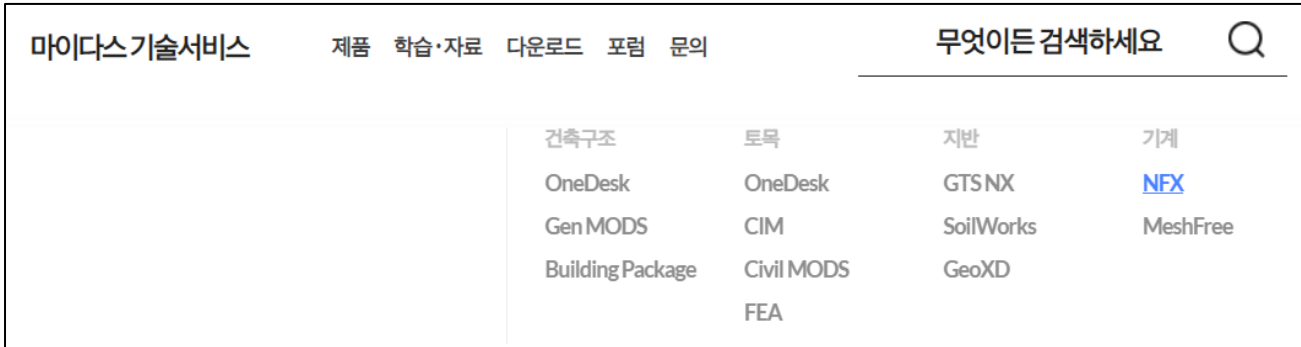 마이다스 기술서비스 제품 학습·자료 다운로드 포럼 문의 무엇이든 검색하세요
건축구조 토목 지반 기계
OneDesk OneDesk GTS NX NFX
Gen MODS CIM SoilWorks MeshFree
Building Package Civil MODS GeoXD
FEA